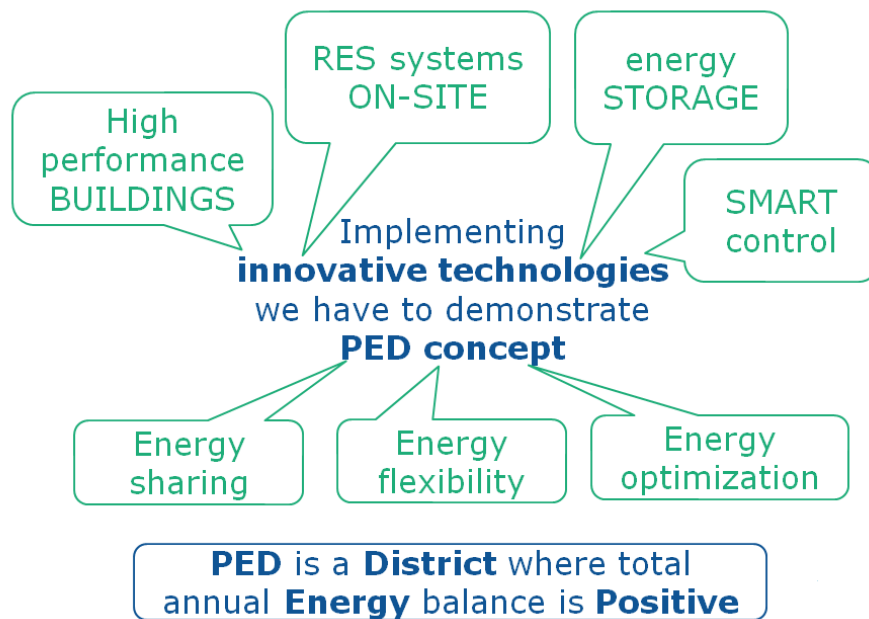 RES systems
ON-SITE
energy
STORAGE
High
performance
BUILDINGS
SMART
control
Implementing
innovative technologies
we have to demonstrate
PED concept
Energy
sharing
Energy
flexibility
Energy
optimization
PED is a District where total
annual Energy balance is Positive